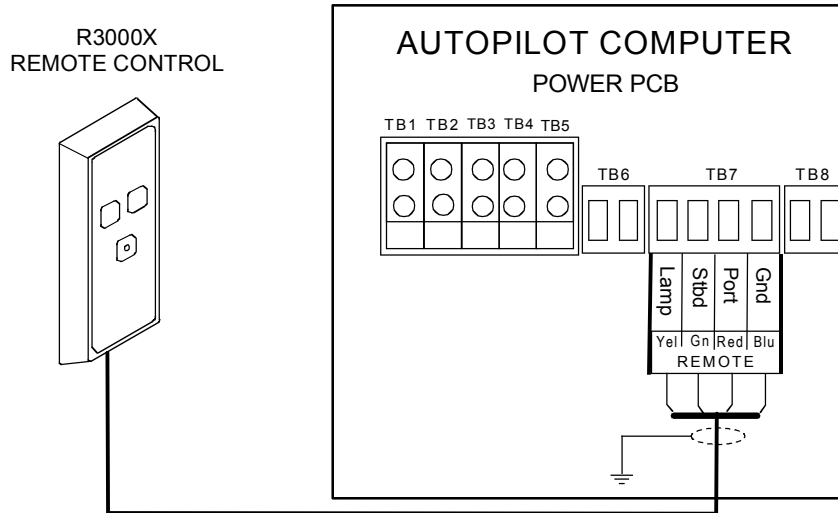 R3000X
REMOTE CONTROL
AUTOPILOT COMPUTER
POWER PCB
TB1 TB2 TB3 TB4 TB5
TB6 TB7 TB8
Lamp Stbd Port Gnd
Yel Gn Red Blu
REMOTE